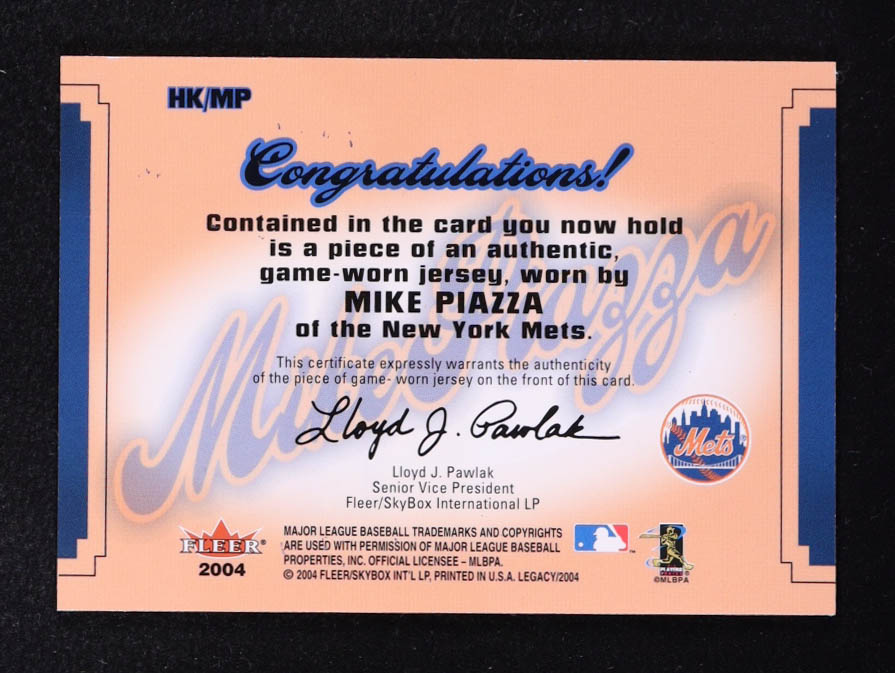 HK/MP
Congratulations!
Contained in the card you now hold
is a piece of an authentic,
game-worn jersey, worn by
MIKE PIAZZA
of the New York Mets.
This certificate expressly warrants the authenticity
of the piece of game- worn jersey on the front of this card.
Mike Piazza
Lloyd J. Pawlak
Lloyd J. Pawlak
Senior Vice President
Fleer/SkyBox International LP
Mets
FLEER®
2004
MAJOR LEAGUE BASEBALL TRADEMARKS AND COPYRIGHTS
ARE USED WITH PERMISSION OF MAJOR LEAGUE BASEBALL
PROPERTIES, INC. OFFICIAL LICENSEE - MLBPA.
© 2004 FLEER/SKYBOX INT'L LP, PRINTED IN U.S.A. LEGACY/2004
©MLBPA